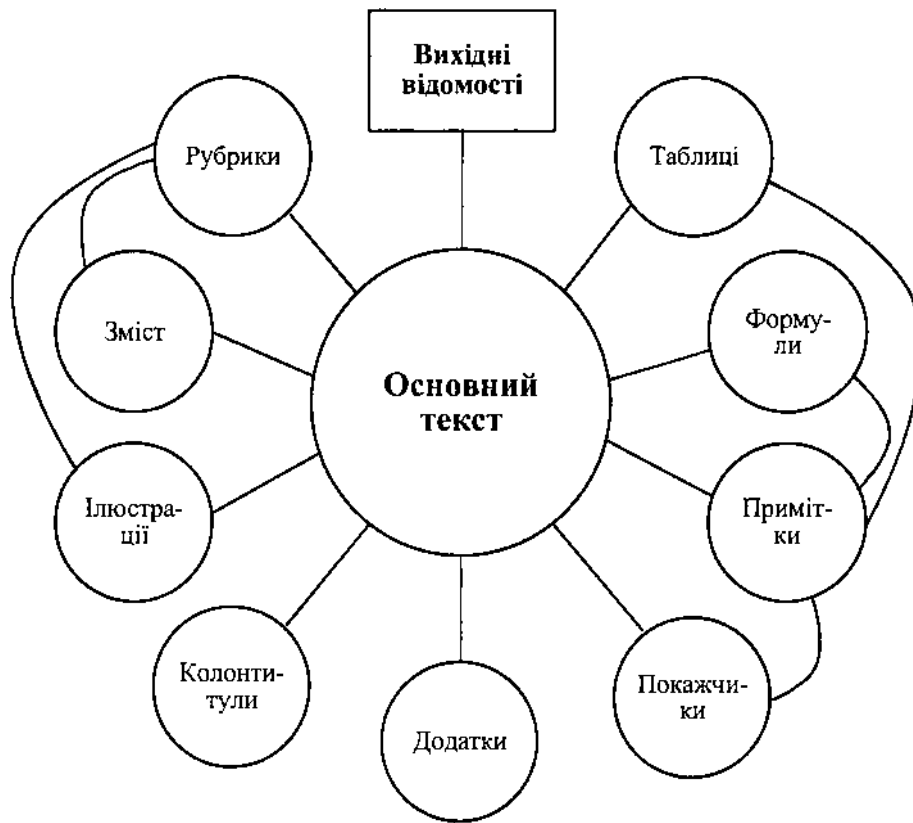 Вихідні
відомості
Рубрики
Таблиці
Зміст
Форму-
ли
Основний
текст
Ілюстра-
ції
Приміт-
ки
Колонти-
тули
Покажчи-
ки
Додатки